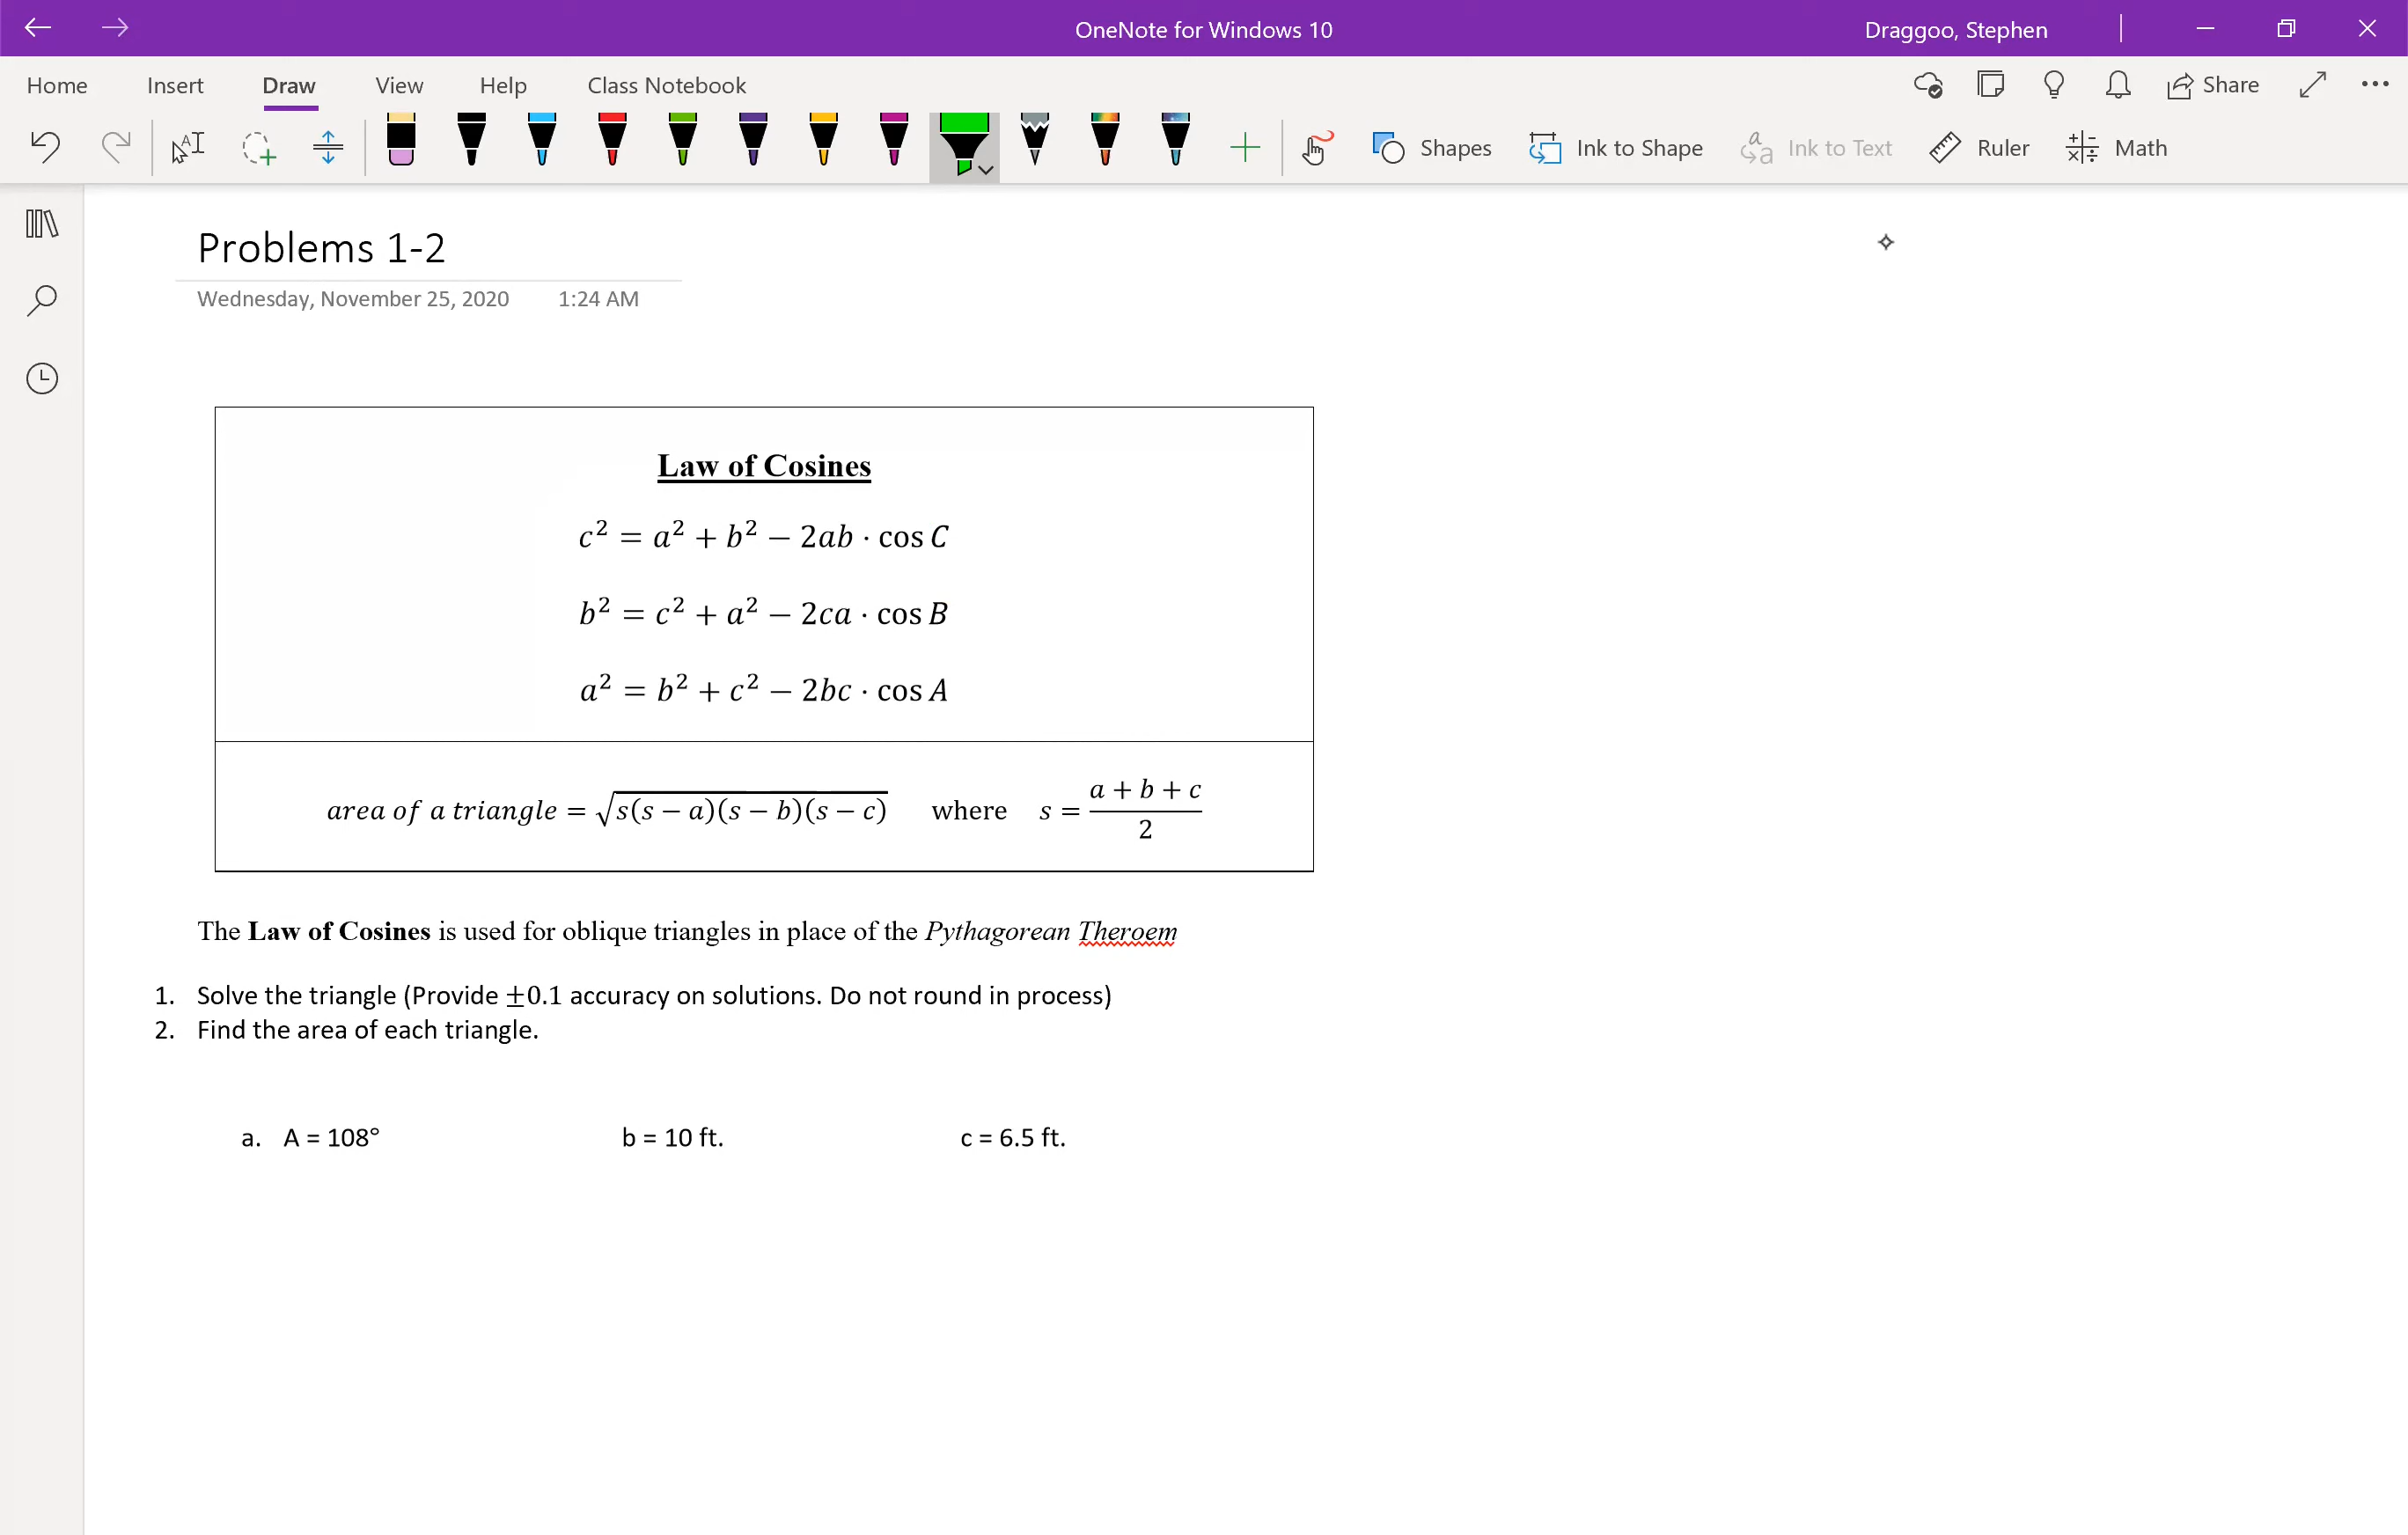 OneNote for Windows 10
Draggoo, Stephen
Home Insert Draw View Help Class Notebook
Share
Shapes Ink to Shape Ink to Text Ruler Math
Problems 1-2
Wednesday, November 25, 2020 1:24 AM
Law of Cosines
c² = a² + b² − 2ab · cos C
b² = c² + a² − 2ca · cos B
a² = b² + c² − 2bc · cos A
area of a triangle = √(s(s − a)(s − b)(s − c)) where s = (a + b + c)/2
The Law of Cosines is used for oblique triangles in place of the Pythagorean Theroem
1. Solve the triangle (Provide ±0.1 accuracy on solutions. Do not round in process)
2. Find the area of each triangle.
a. A = 108° b = 10 ft. c = 6.5 ft.